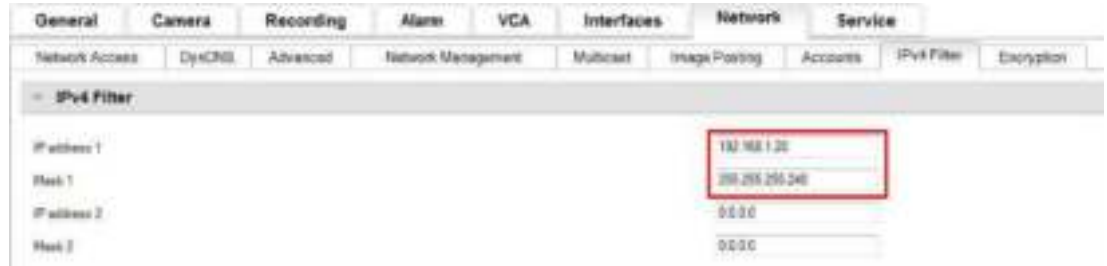 General Camera Recording Alarm VCA Interfaces Network Service
Network Access DynDNS Advanced Network Management Multicast Image Posting Accounts IPv4 Filter Encryption
IPv4 Filter
IP address 1 192.168.1.20
Mask 1 255.255.255.240
IP address 2 0.0.0.0
Mask 2 0.0.0.0